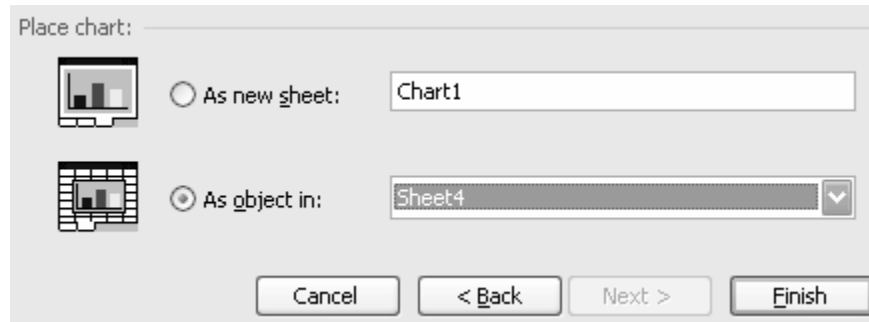 Place chart:
As new sheet: Chart1
As object in: Sheet4
Cancel < Back Next > Finish